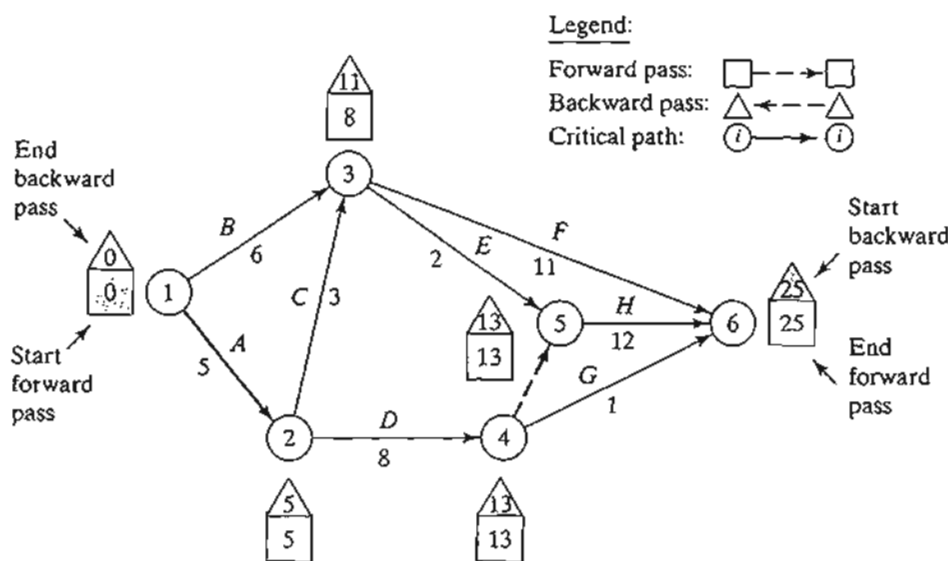 Legend:
Forward pass:
Backward pass:
Critical path: i i
11
8
3
End
backward
pass
0
0
1
Start
forward
pass
B
6
A
5
C 3
E
2
F
11
13
13
5
H
12
6
G
1
Start
backward
pass
25
25
End
forward
pass
2
D
8
4
5
5
13
13